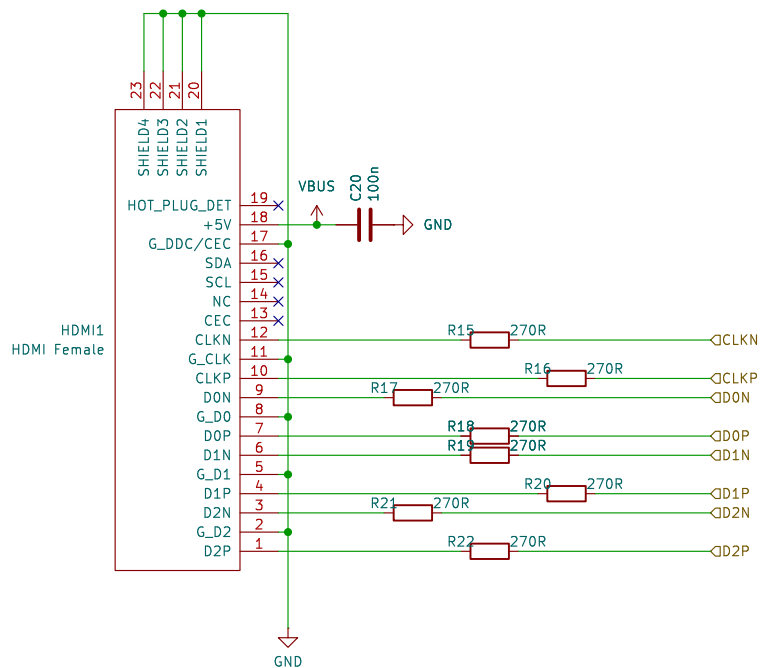 23
22
21
20
SHIELD4
SHIELD3
SHIELD2
SHIELD1
HOT_PLUG_DET 19
+5V 18
G_DDC/CEC 17
SDA 16
SCL 15
NC 14
CEC 13
CLKN 12
G_CLK 11
CLKP 10
D0N 9
G_D0 8
D0P 7
D1N 6
G_D1 5
D1P 4
D2N 3
G_D2 2
D2P 1
HDMI1
HDMI Female
VBUS
C20
100n
GND
R15 270R CLKN
R16 270R CLKP
R17 270R D0N
R18 270R D0P
R19 270R D1N
R20 270R D1P
R21 270R D2N
R22 270R D2P
GND